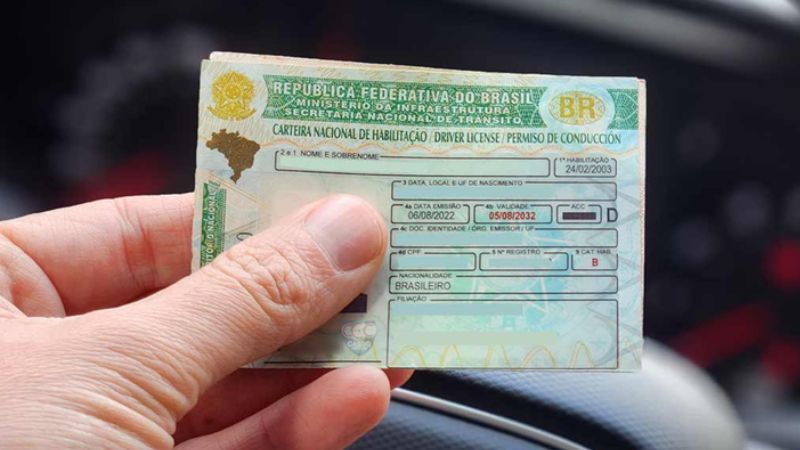 REPÚBLICA FEDERATIVA DO BRASIL
MINISTÉRIO DA INFRAESTRUTURA
SECRETARIA NACIONAL DE TRÂNSITO
BR
CARTEIRA NACIONAL DE HABILITAÇÃO / DRIVER LICENSE / PERMISO DE CONDUCCIÓN
2 e 1 NOME E SOBRENOME
1ª HABILITAÇÃO
24/02/2003
3 DATA, LOCAL E UF DE NASCIMENTO
4a DATA EMISSÃO
4b VALIDADE
ACC
06/08/2022
05/08/2032
D
4c DOC. IDENTIDADE / ÓRG. EMISSOR / UF
4d CPF
5 Nº REGISTRO
9 CAT. HAB.
B
NACIONALIDADE
BRASILEIRO
FILIAÇÃO